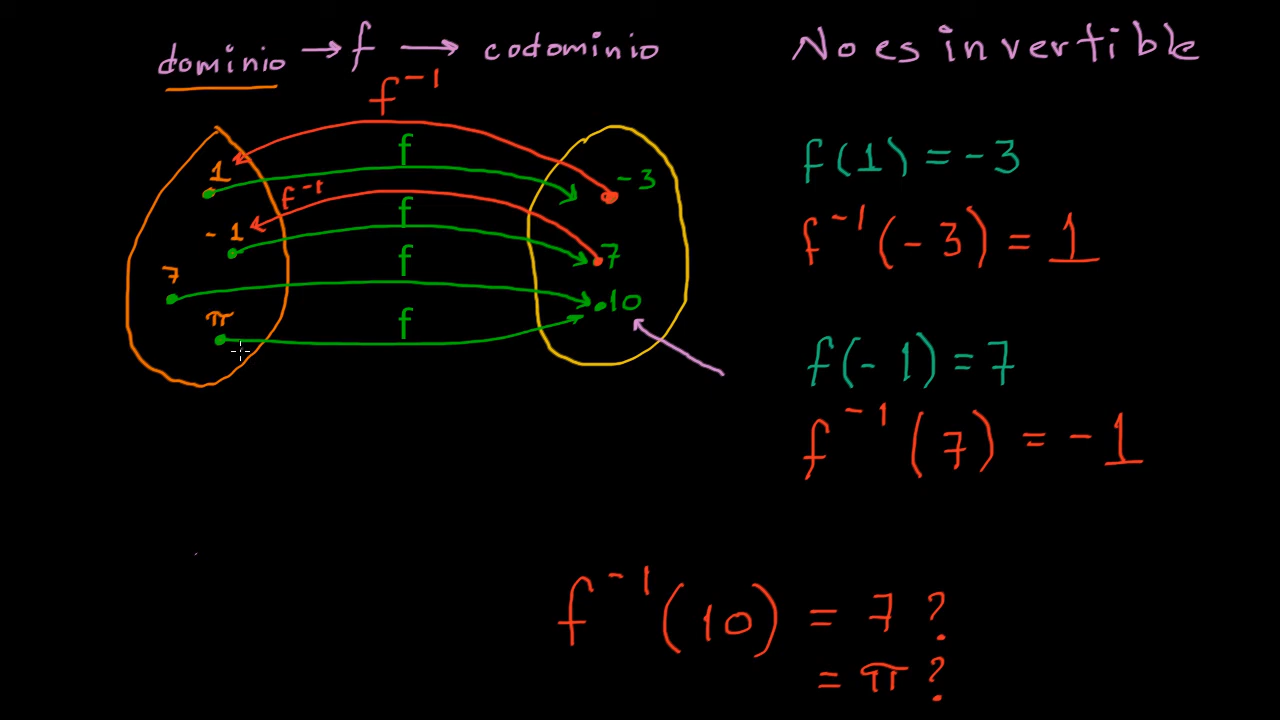 dominio → f → codominio
No es invertible
f⁻¹
f
1
-3
f⁻¹
f
-1
7
f
7
10
π
f
f(1) = -3
f⁻¹(-3) = 1
f(-1) = 7
f⁻¹(7) = -1
f⁻¹(10) = 7?
= π?